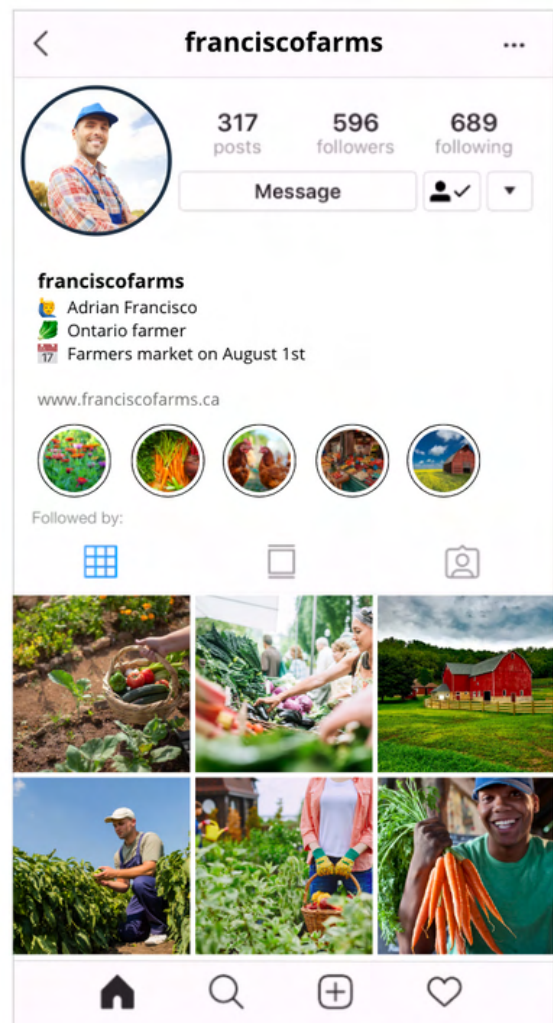 franciscofarms
317 596 689
posts followers following
Message
franciscofarms
Adrian Francisco
Ontario farmer
17 Farmers market on August 1st
www.franciscofarms.ca
Followed by: